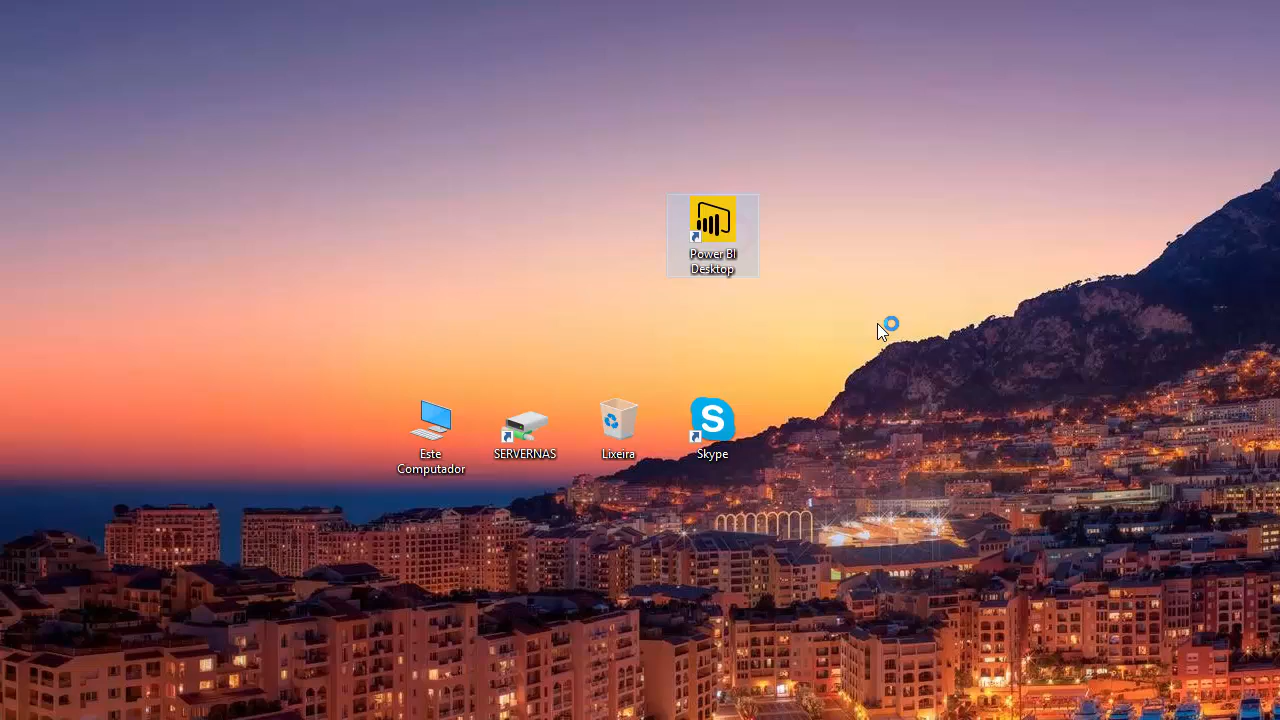 Power BI
Desktop
Este
Computador
SERVERNAS
Lixeira
Skype